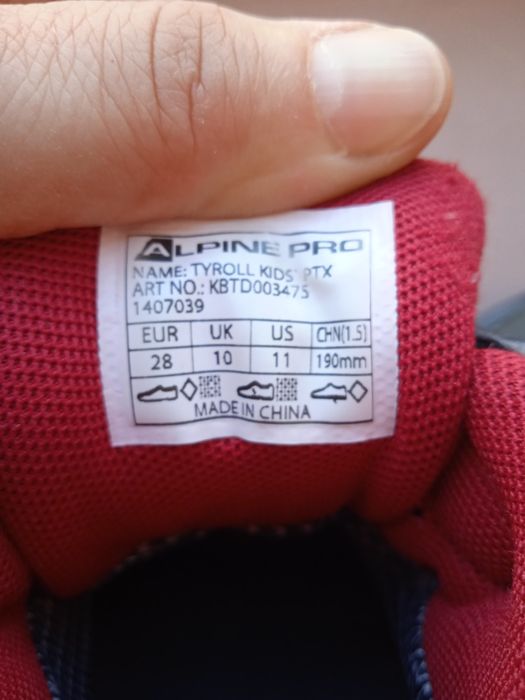 ALPINE PRO
NAME: TYROLL KIDS' PTX
ART NO.: KBTD003475
1407039
EUR UK US CHN(1.5)
28 10 11 190mm
MADE IN CHINA